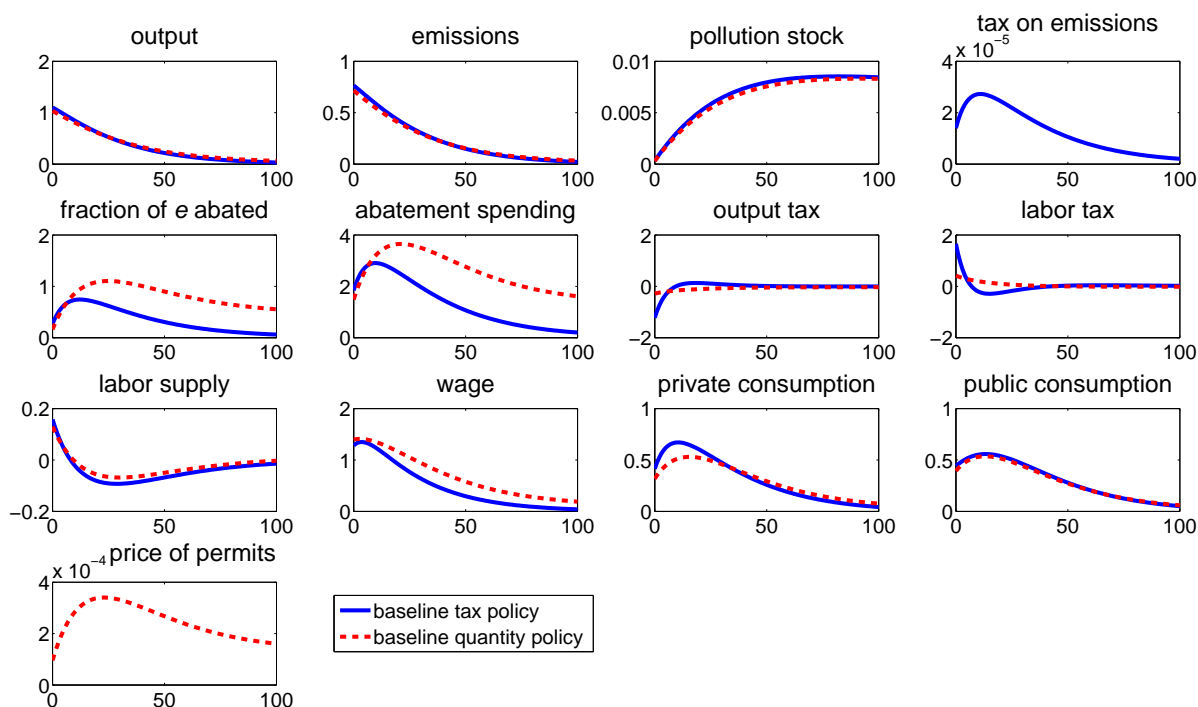 output
2
1
0
0 50 100
emissions
1
0.5
0
0 50 100
pollution stock
0.01
0.005
0
0 50 100
tax on emissions
x 10⁻⁵
4
2
0
0 50 100
fraction of e abated
2
1
0
0 50 100
abatement spending
4
2
0
0 50 100
output tax
2
0
−2
0 50 100
labor tax
2
0
−2
0 50 100
labor supply
0.2
0
−0.2
0 50 100
wage
2
1
0
0 50 100
private consumption
1
0.5
0
0 50 100
public consumption
1
0.5
0
0 50 100
price of permits
x 10⁻⁴
4
2
0
0 50 100
baseline tax policy
baseline quantity policy